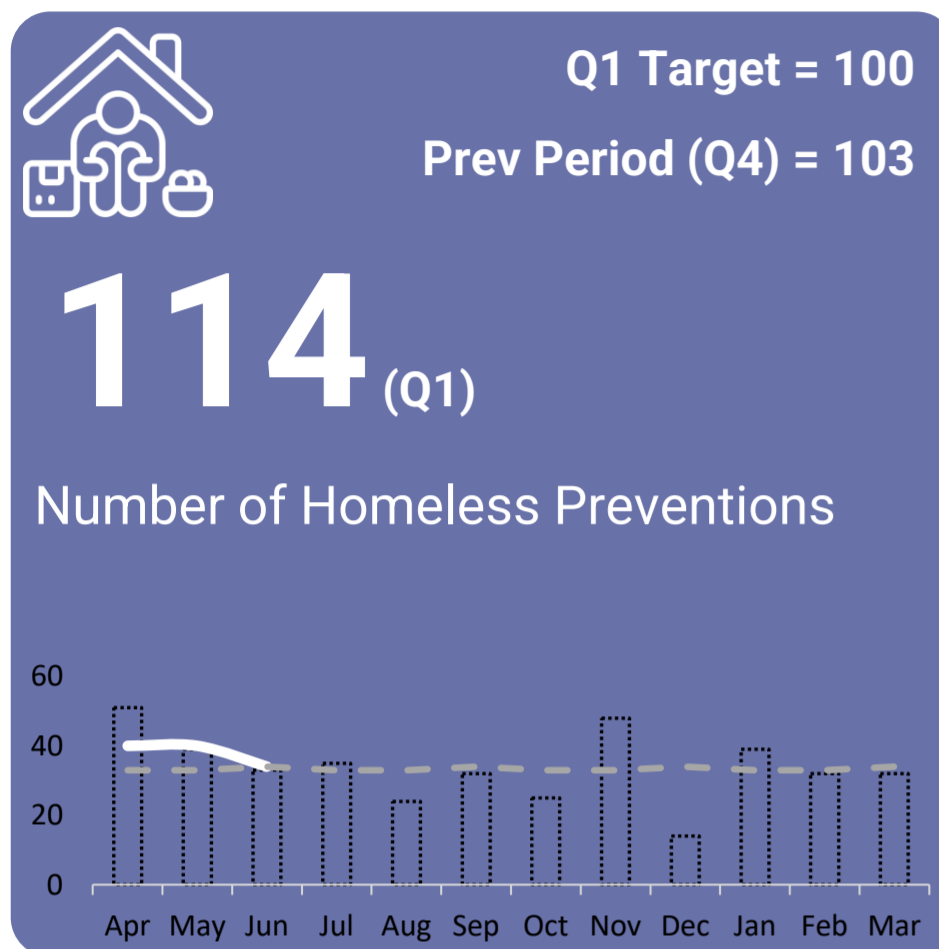 Q1 Target = 100
Prev Period (Q4) = 103
114 (Q1)
Number of Homeless Preventions
60
40
20
0
Apr May Jun Jul Aug Sep Oct Nov Dec Jan Feb Mar